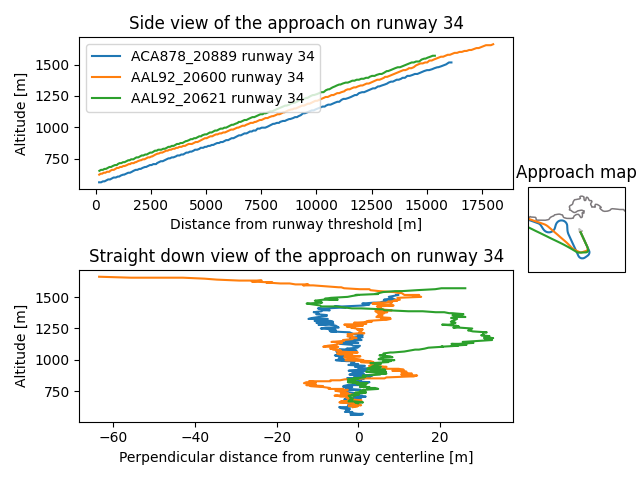 Side view of the approach on runway 34
ACA878_20889 runway 34
AAL92_20600 runway 34
AAL92_20621 runway 34
Altitude [m]
1500
1250
1000
750
0
2500
5000
7500
10000
12500
15000
17500
Distance from runway threshold [m]
Approach map
Straight down view of the approach on runway 34
Altitude [m]
1500
1250
1000
750
−60
−40
−20
0
20
Perpendicular distance from runway centerline [m]